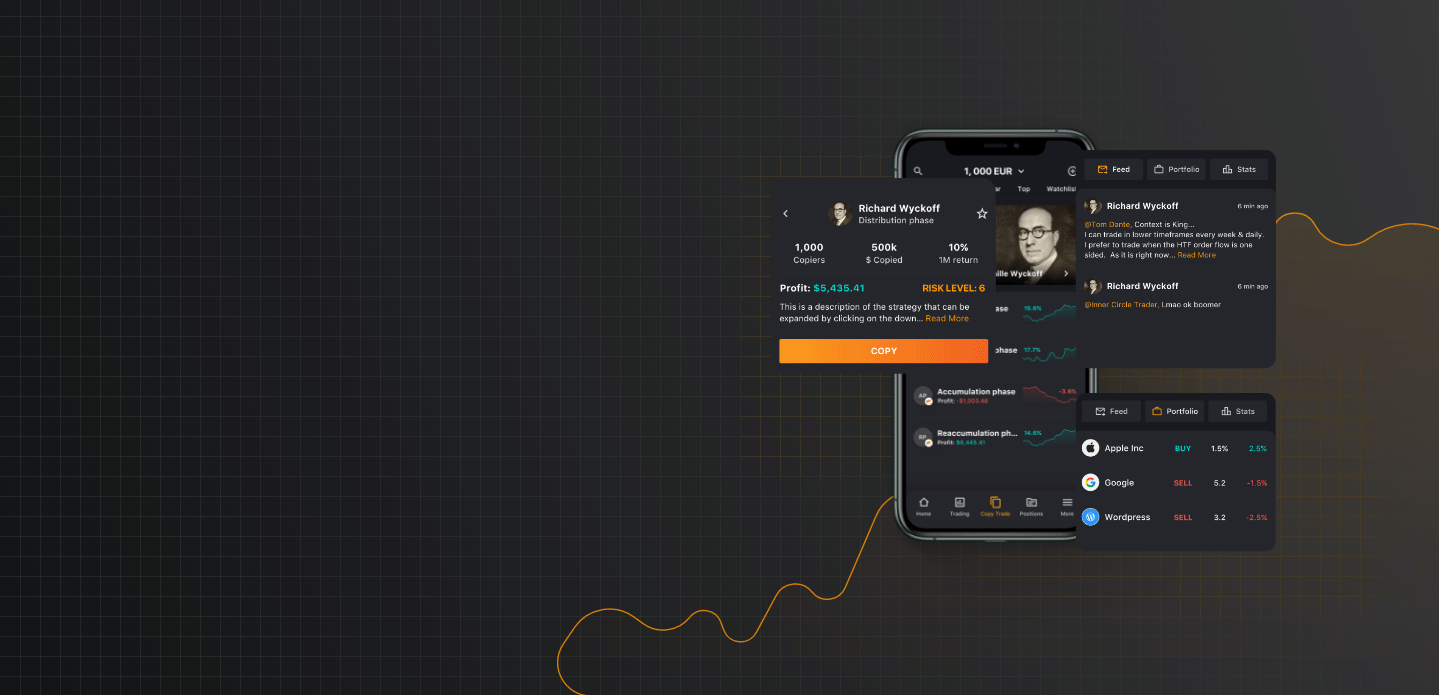 1, 000 EUR
Top
Watchlis
Richard Wyckoff
Distribution phase
1,000
500k
10%
Copiers
$ Copied
1M return
Profit: $5,435.41
RISK LEVEL: 6
This is a description of the strategy that can be
expanded by clicking on the down... Read More
COPY
ille Wyckoff
ase
15.6%
phase
17.7%
AP
Accumulation phase
Profit: -$1,003.46
-3.6%
RP
Reaccumulation ph...
Profit: $6,445.41
14.6%
Home
Trading
Copy Trade
Positions
More
Feed
Portfolio
Stats
Richard Wyckoff
6 min ago
@Tom Dante, Context is King...
I can trade in lower timeframes every week & daily.
I prefer to trade when the HTF order flow is one
sided. As it is right now... Read More
Richard Wyckoff
6 min ago
@Inner Circle Trader, Lmao ok boomer
Feed
Portfolio
Stats
Apple Inc
BUY
1.5%
2.5%
Google
SELL
5.2
-1.5%
Wordpress
SELL
3.2
-2.5%